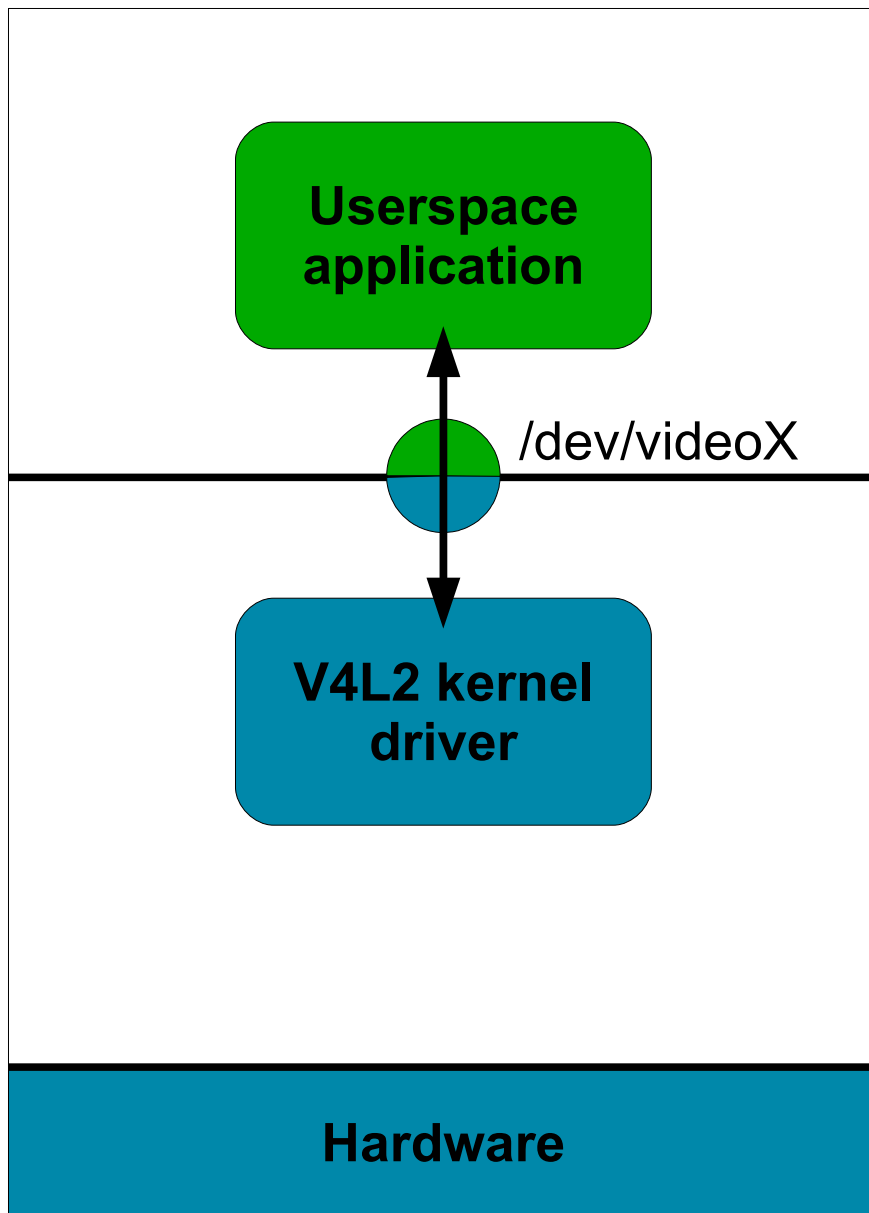 Userspace
application
/dev/videoX
V4L2 kernel
driver
Hardware